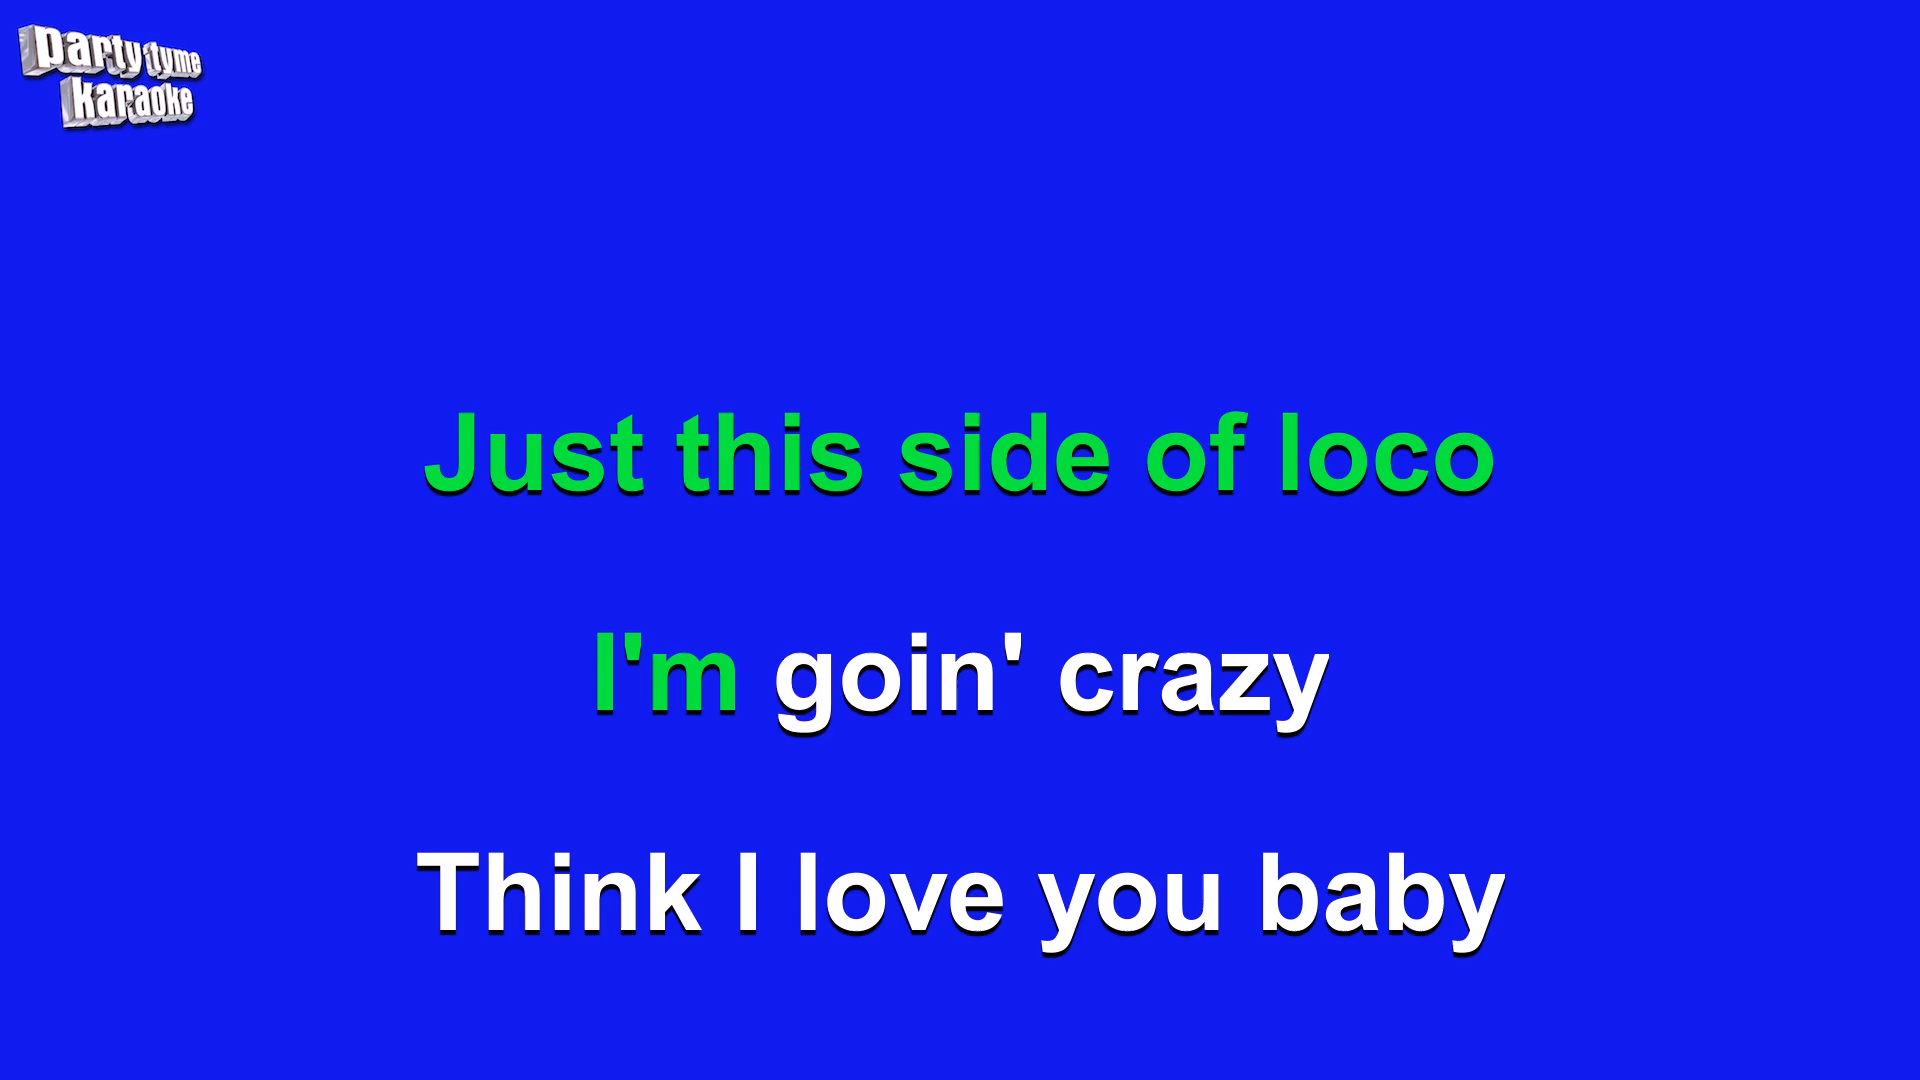 party tyme
karaoke
Just this side of loco
I'm goin' crazy
Think I love you baby